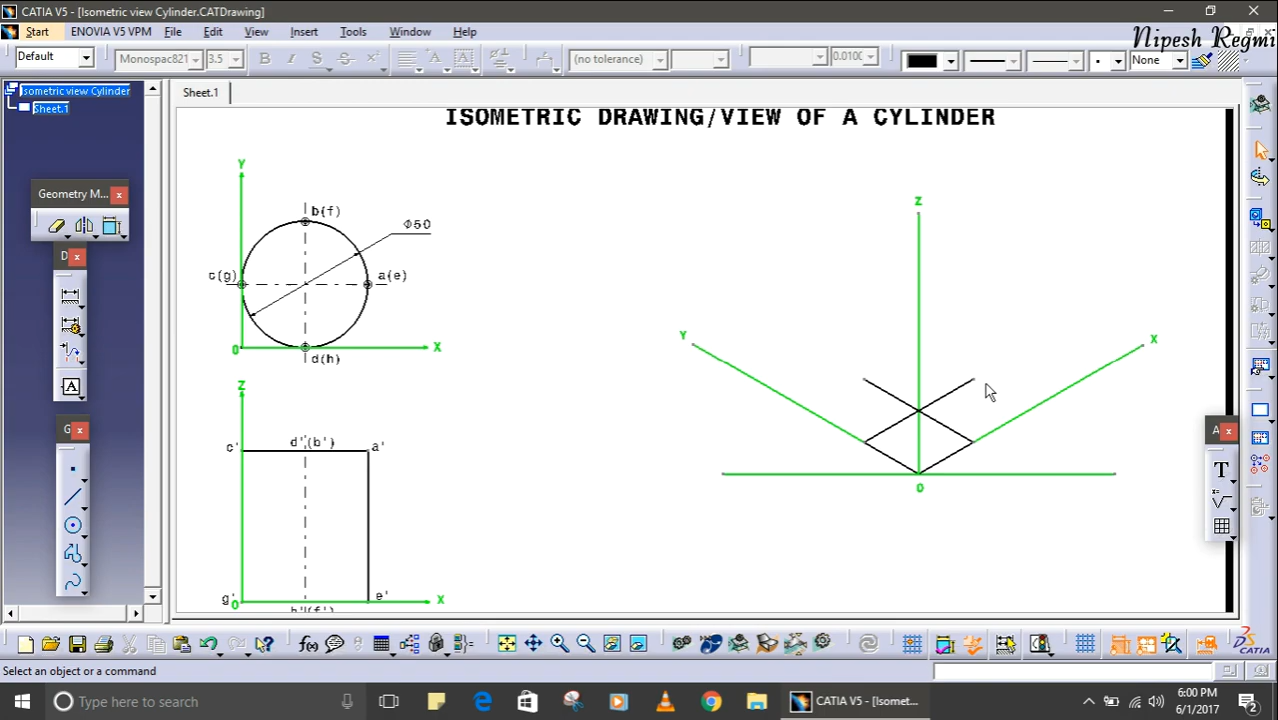 CATIA V5 - [Isometric view Cylinder.CATDrawing]
Start ENOVIA V5 VPM File Edit View Insert Tools Window Help
Nipesh Regmi
Default Monospac821 3.5 B I S S (no tolerance) 0.010( None
Isometric view Cylinder
Sheet.1
Sheet.1
ISOMETRIC DRAWING/VIEW OF A CYLINDER
Geometry M...
D
G
A
T
A
Y
b(f)
Φ50
c(g)
a(e)
0
X
d(h)
Z
c'
d'(b')
a'
g'
0
e'
X
h'(f')
Z
Y
X
0
f(x)
CATIA
Select an object or a command
Type here to search
CATIA V5 - [Isomet...
6:00 PM
6/1/2017
2